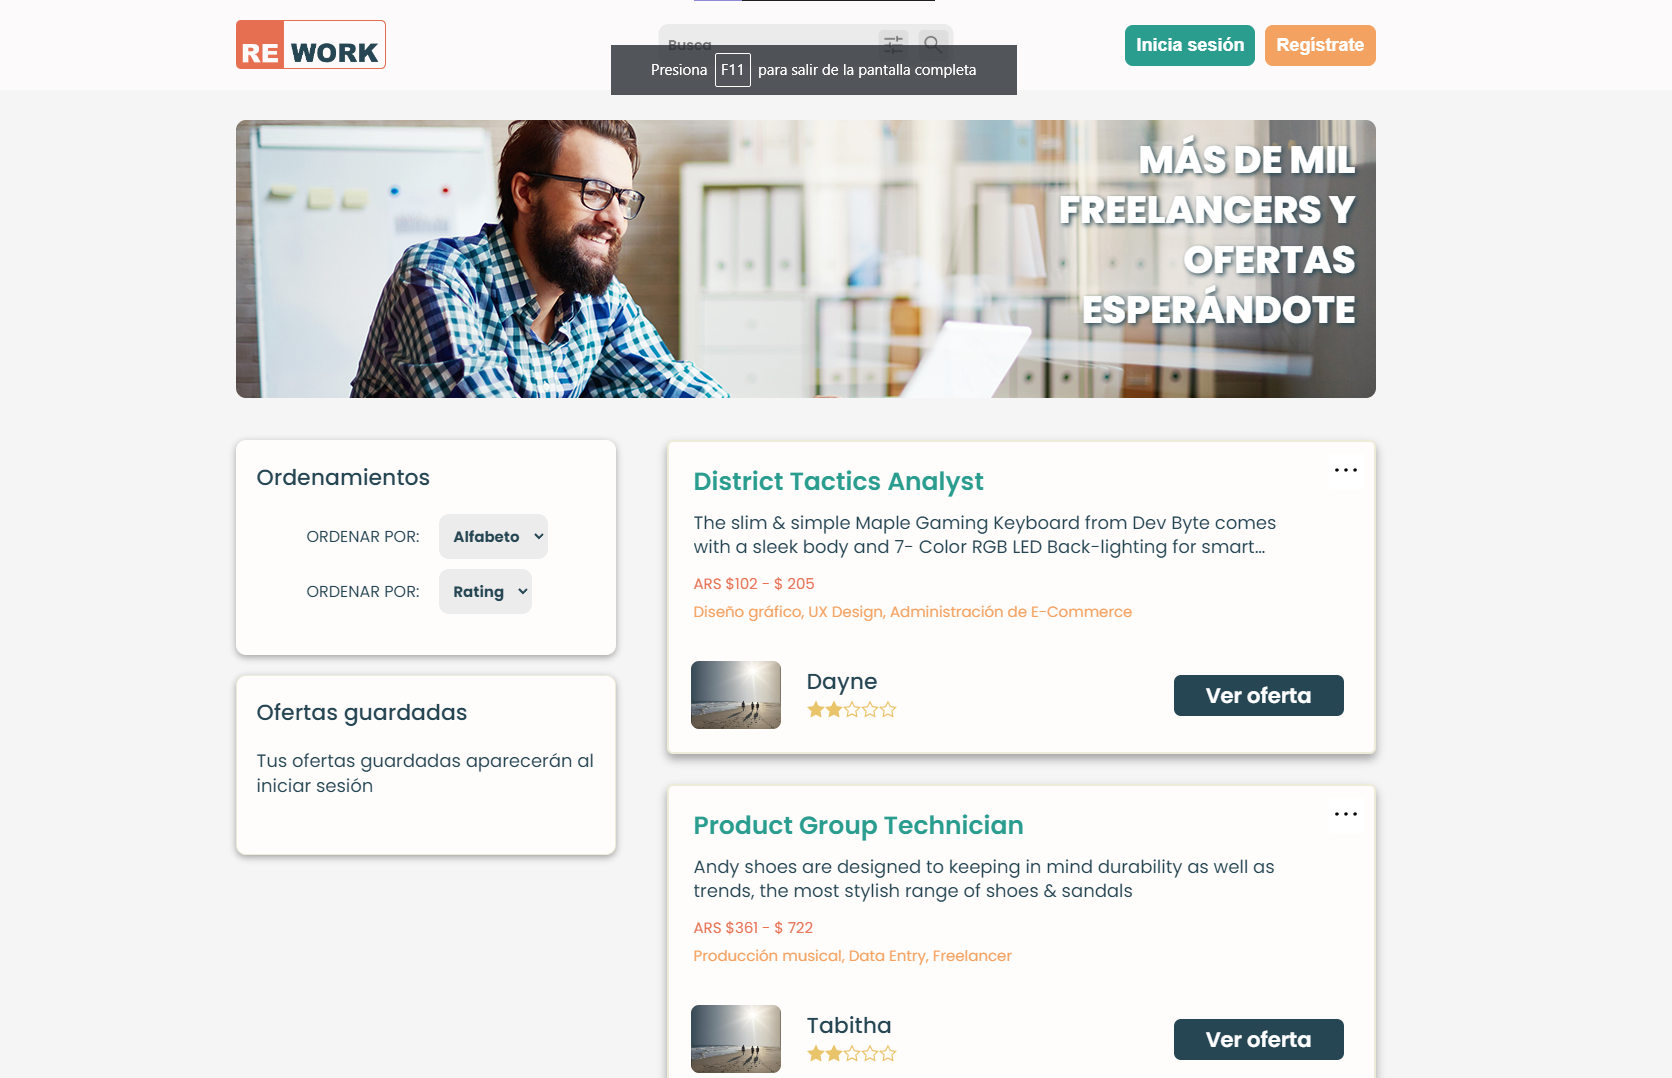 RE WORK
Busca
Presiona F11 para salir de la pantalla completa
Inicia sesión
Regístrate
MÁS DE MIL
FREELANCERS Y
OFERTAS
ESPERÁNDOTE
Ordenamientos
ORDENAR POR: Alfabeto
ORDENAR POR: Rating
Ofertas guardadas
Tus ofertas guardadas aparecerán al
iniciar sesión
District Tactics Analyst
The slim & simple Maple Gaming Keyboard from Dev Byte comes
with a sleek body and 7- Color RGB LED Back-lighting for smart...
ARS $102 - $ 205
Diseño gráfico, UX Design, Administración de E-Commerce
Dayne
Ver oferta
Product Group Technician
Andy shoes are designed to keeping in mind durability as well as
trends, the most stylish range of shoes & sandals
ARS $361 - $ 722
Producción musical, Data Entry, Freelancer
Tabitha
Ver oferta